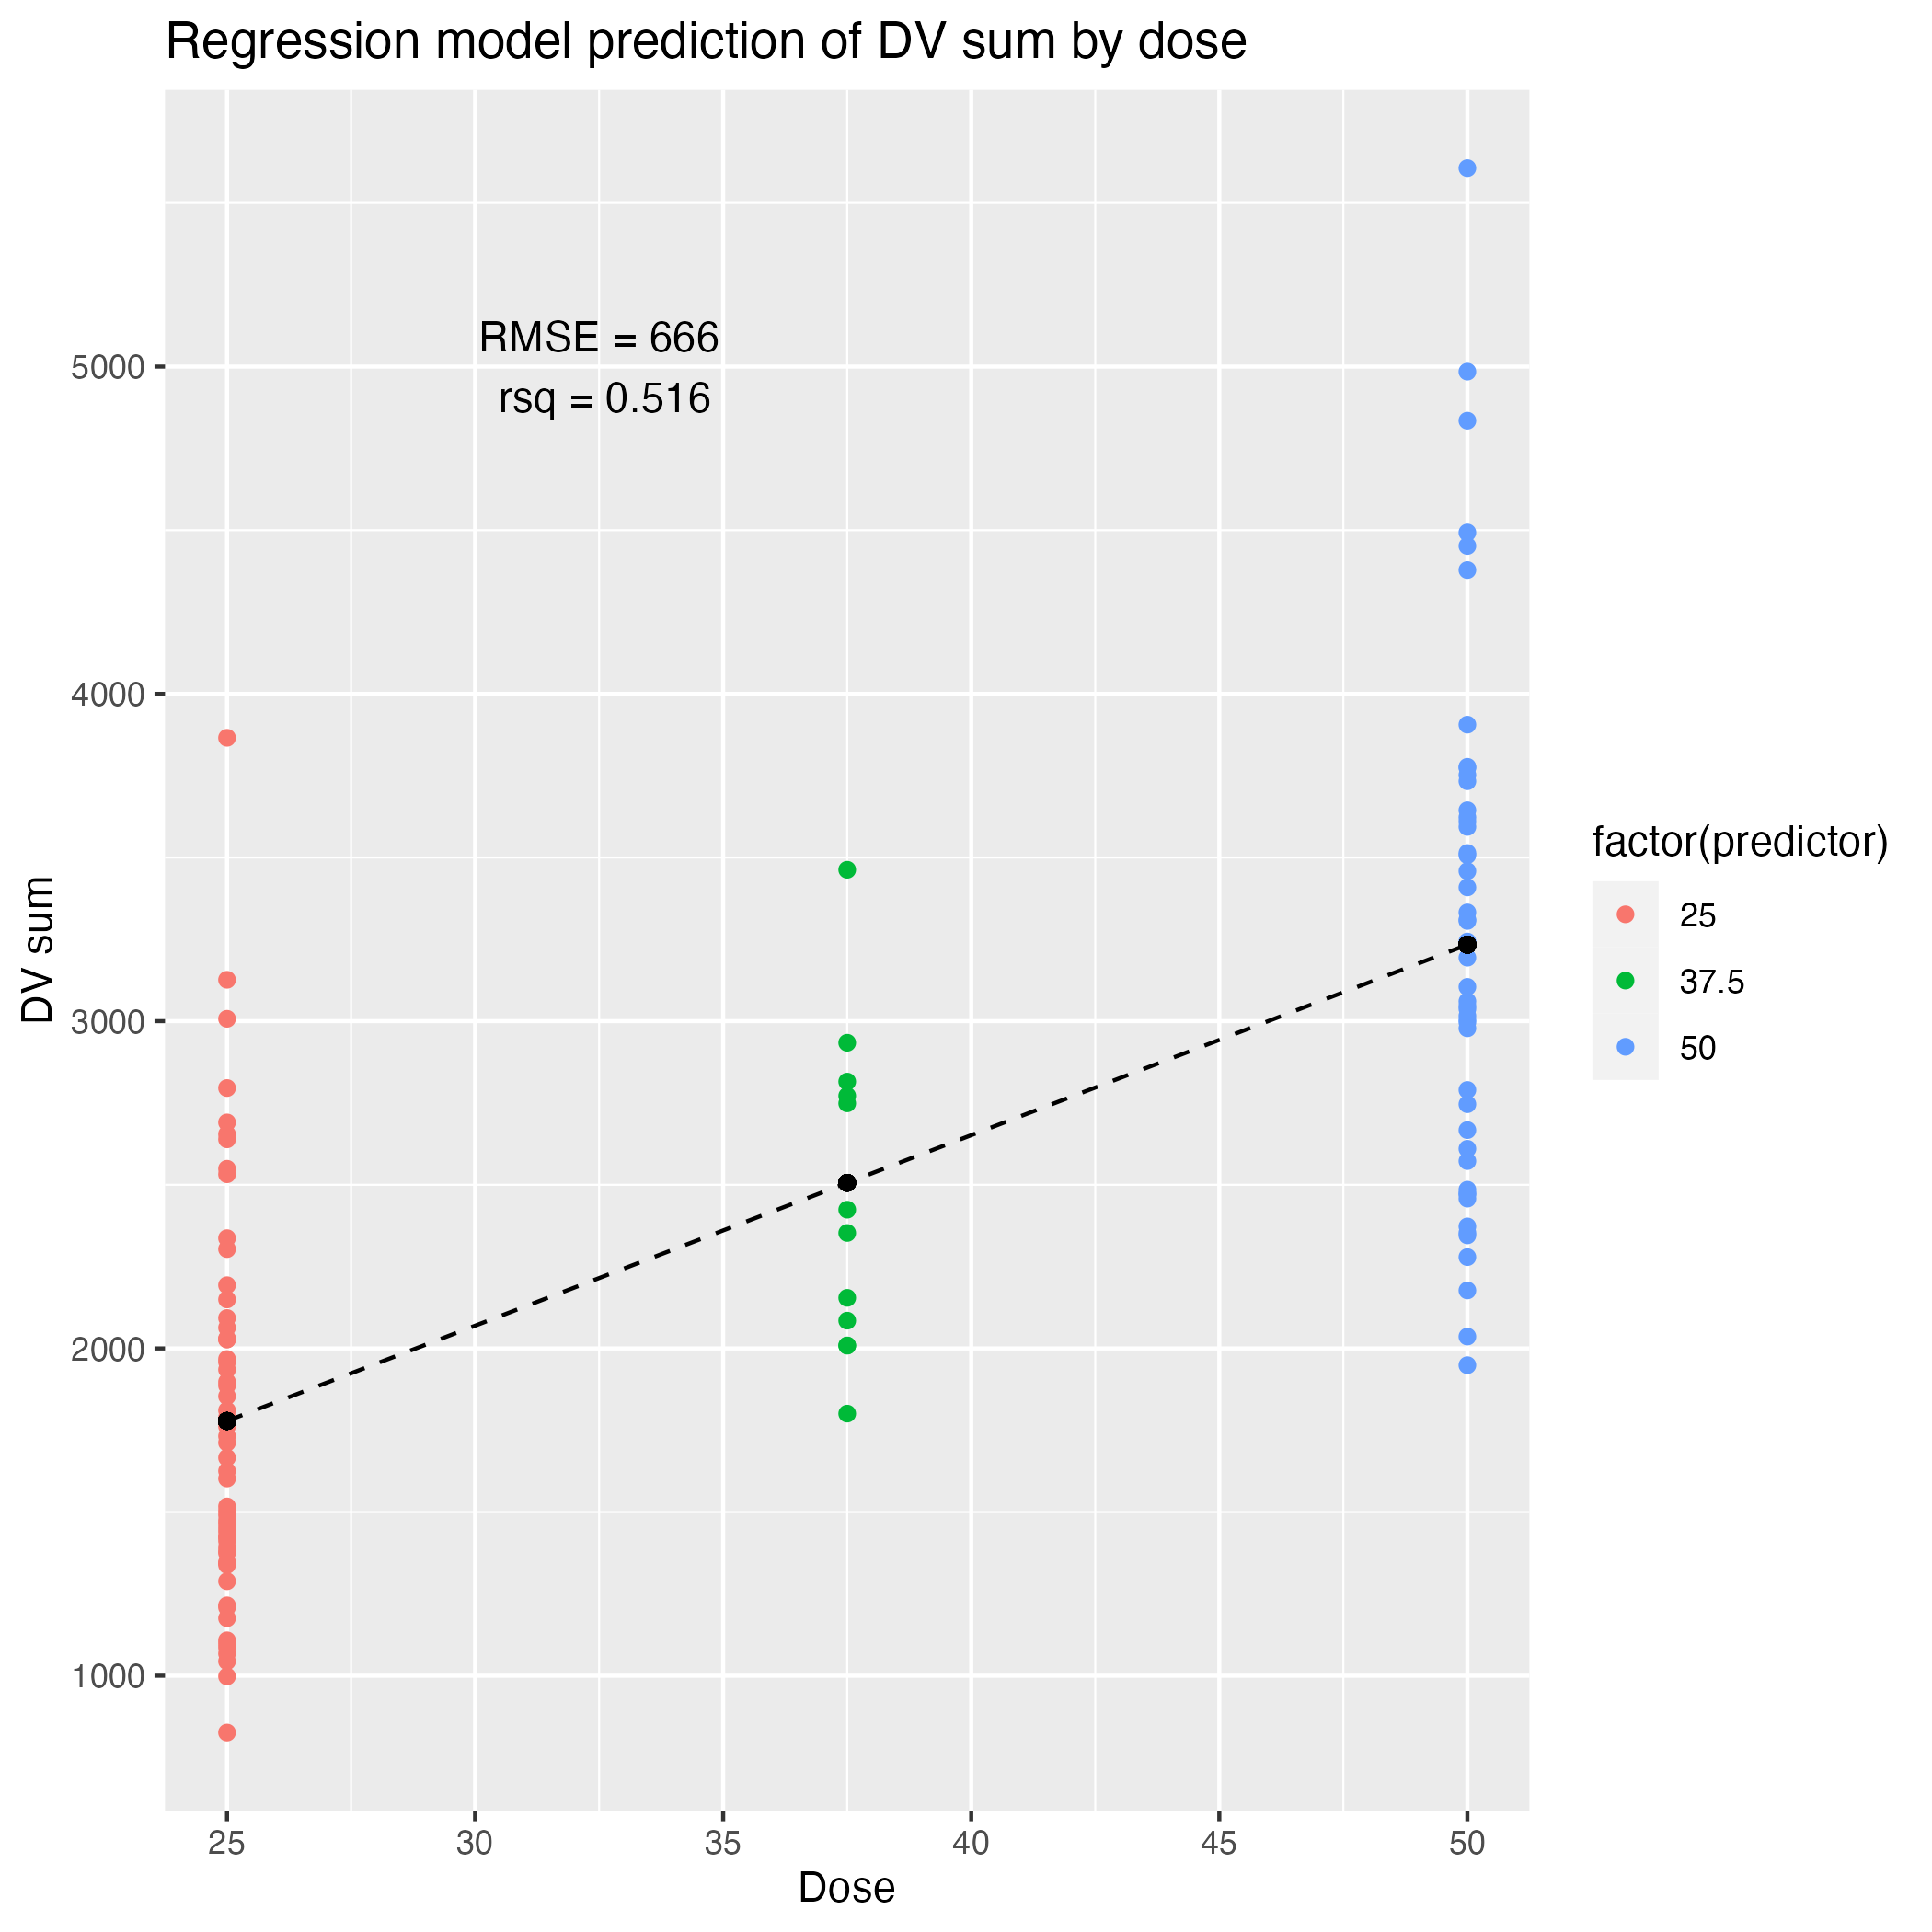 Regression model prediction of DV sum by dose
RMSE = 666
rsq = 0.516
5000
4000
3000
2000
1000
DV sum
25 30 35 40 45 50
Dose
factor(predictor)
25
37.5
50